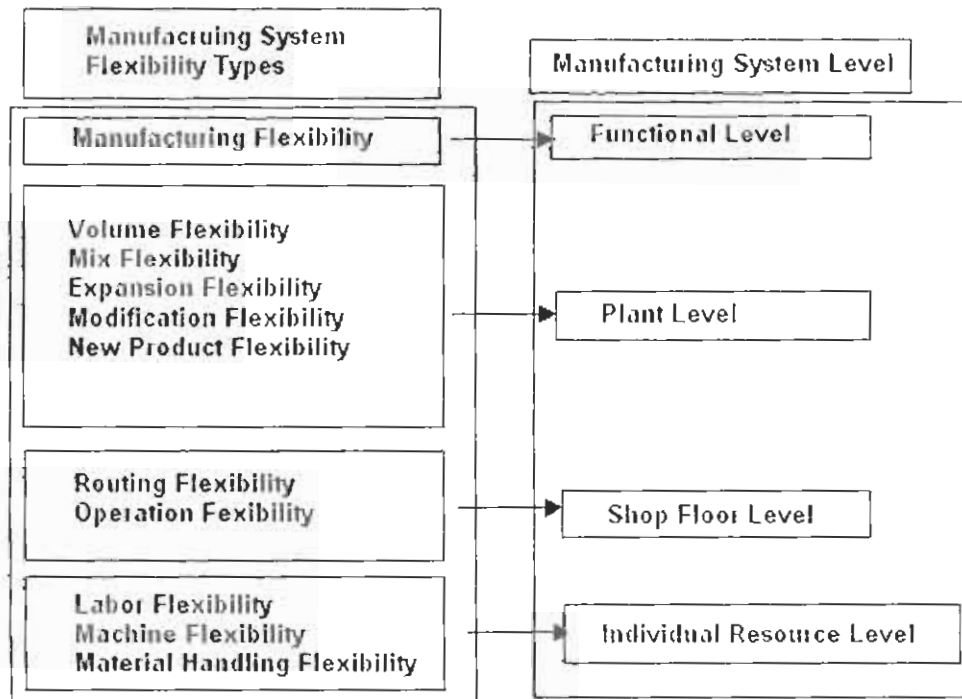 Manufacruing System
Flexibility Types
Manufacturing System Level
Manufacturing Flexibility
Functional Level
Volume Flexibility
Mix Flexibility
Expansion Flexibility
Modification Flexibility
New Product Flexibility
Plant Level
Routing Flexibility
Operation Fexibility
Shop Floor Level
Labor Flexibility
Machine Flexibility
Material Handling Flexibility
Individual Resource Level